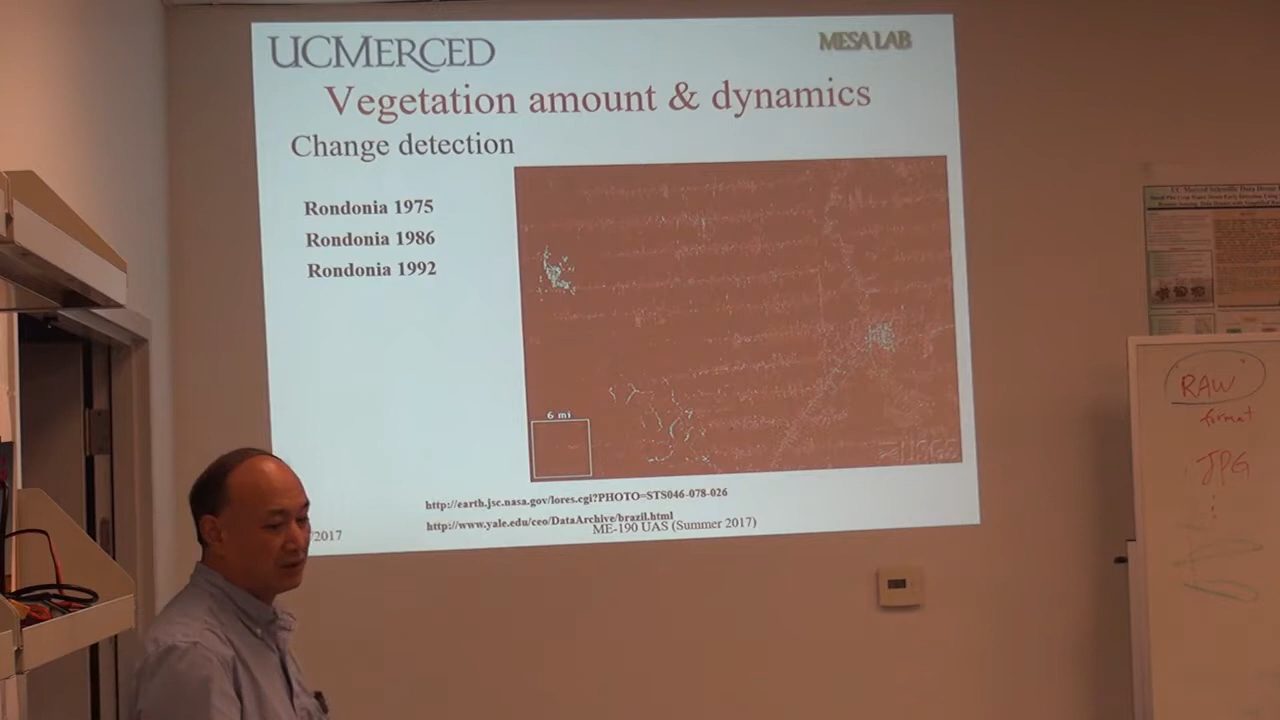 UCMERCED
MESA LAB
Vegetation amount & dynamics
Change detection
Rondonia 1975
Rondonia 1986
Rondonia 1992
6 mi
USGS
http://earth.jsc.nasa.gov/lores.cgi?PHOTO=STS046-078-026
http://www.yale.edu/ceo/DataArchive/brazil.html
/2017
ME-190 UAS (Summer 2017)
RAW
format
JPG